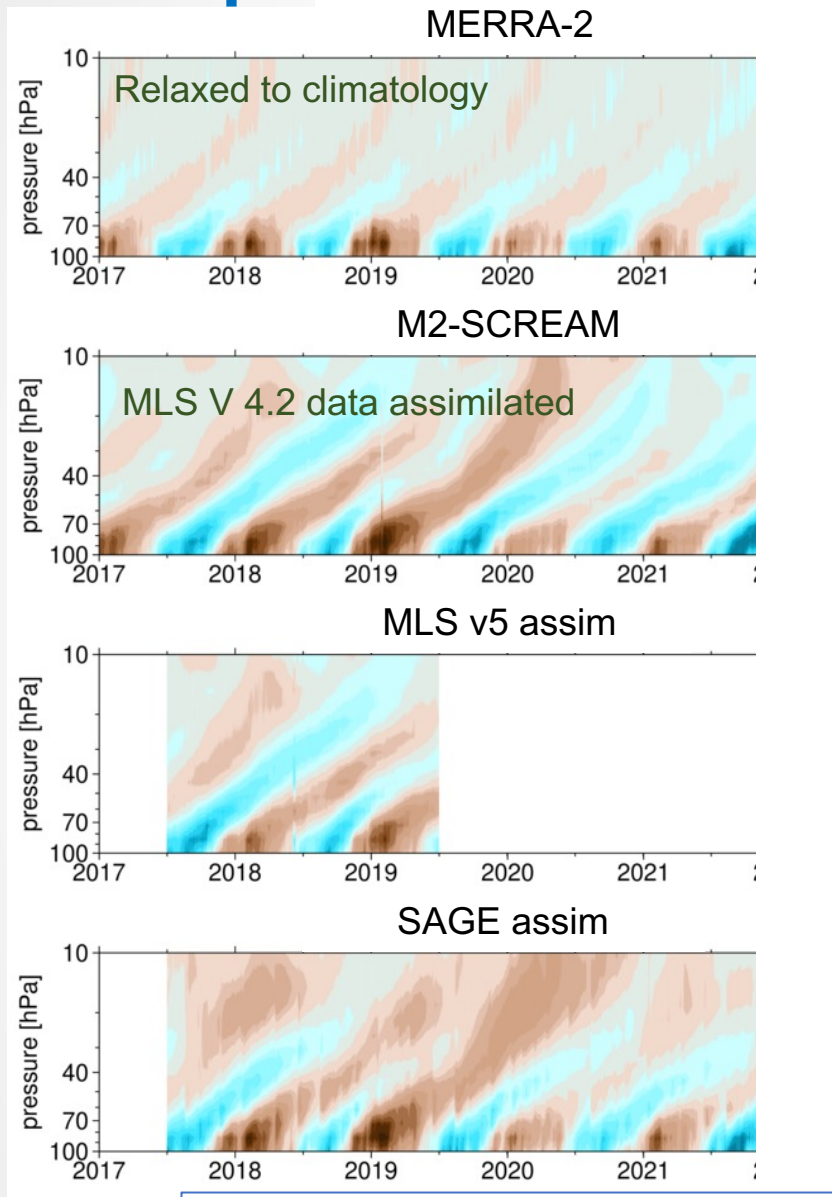 MERRA-2
10
Relaxed to climatology
pressure [hPa]
40
70
100
2017 2018 2019 2020 2021
M2-SCREAM
10
MLS V 4.2 data assimilated
pressure [hPa]
40
70
100
2017 2018 2019 2020 2021
MLS v5 assim
10
pressure [hPa]
40
70
100
2017 2018 2019 2020 2021
SAGE assim
10
pressure [hPa]
40
70
100
2017 2018 2019 2020 2021